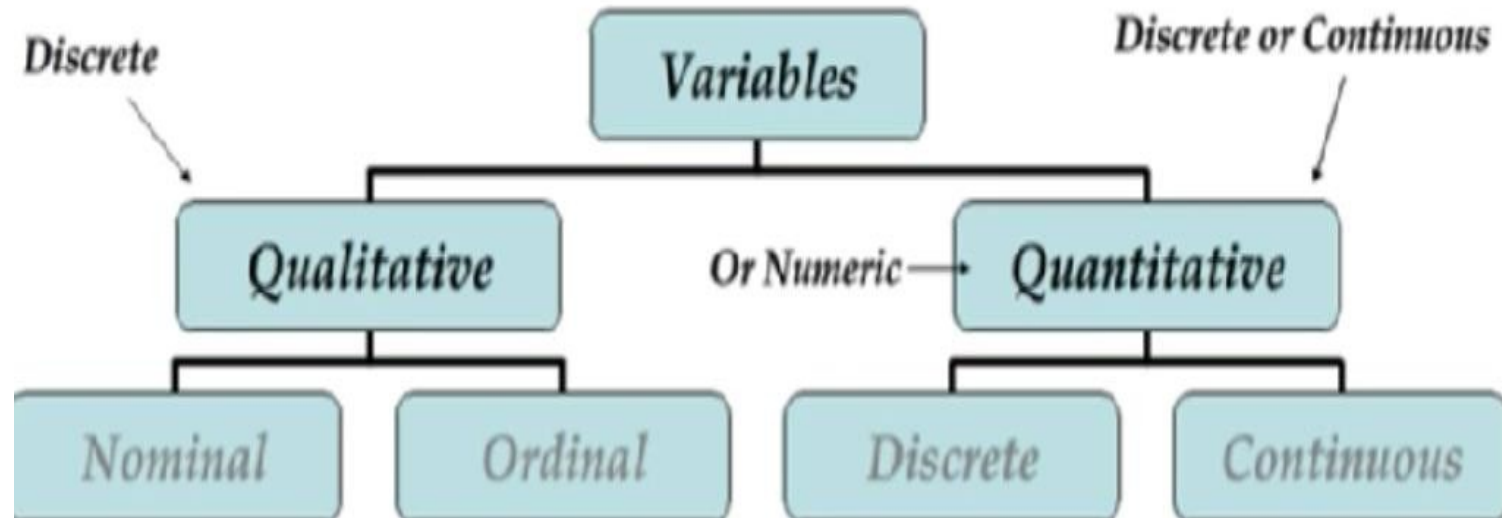 Discrete
Variables
Discrete or Continuous
Qualitative
Or Numeric
Quantitative
Nominal
Ordinal
Discrete
Continuous